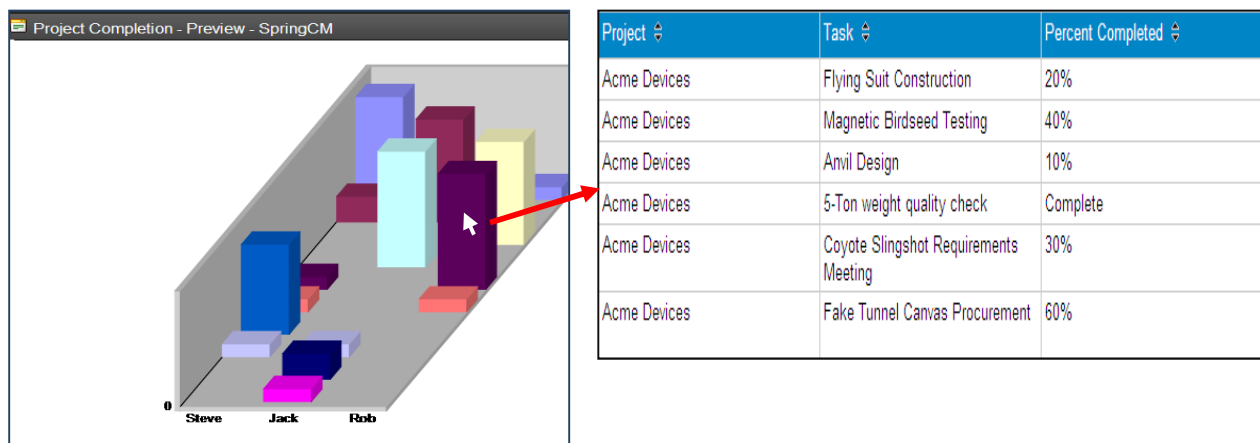 Project Completion - Preview - SpringCM
0
Steve Jack Rob
Project Task Percent Completed
Acme Devices Flying Suit Construction 20%
Acme Devices Magnetic Birdseed Testing 40%
Acme Devices Anvil Design 10%
Acme Devices 5-Ton weight quality check Complete
Acme Devices Coyote Slingshot Requirements 30%
Meeting
Acme Devices Fake Tunnel Canvas Procurement 60%